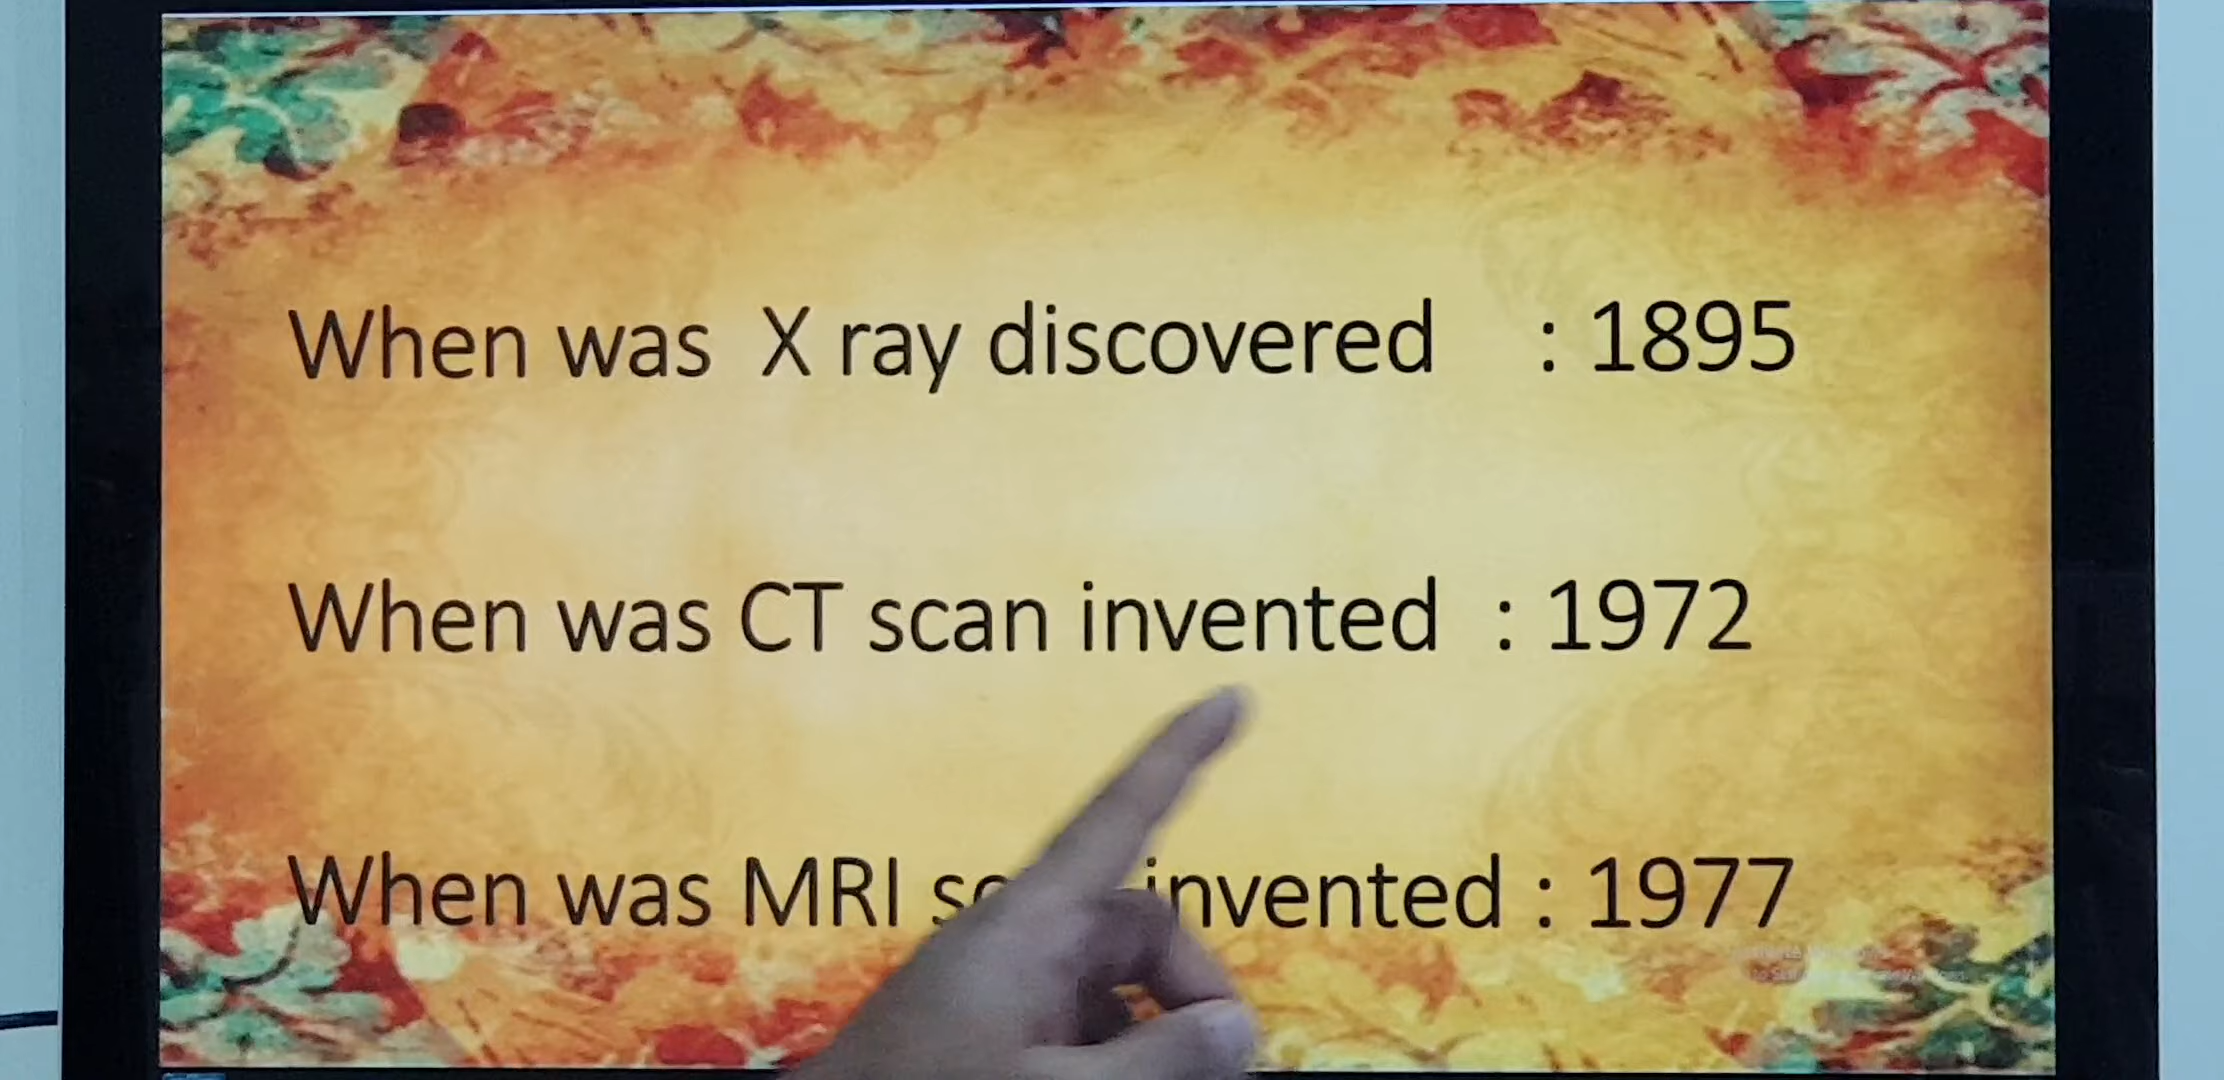 When was X ray discovered : 1895
When was CT scan invented : 1972
When was MRI invented : 1977